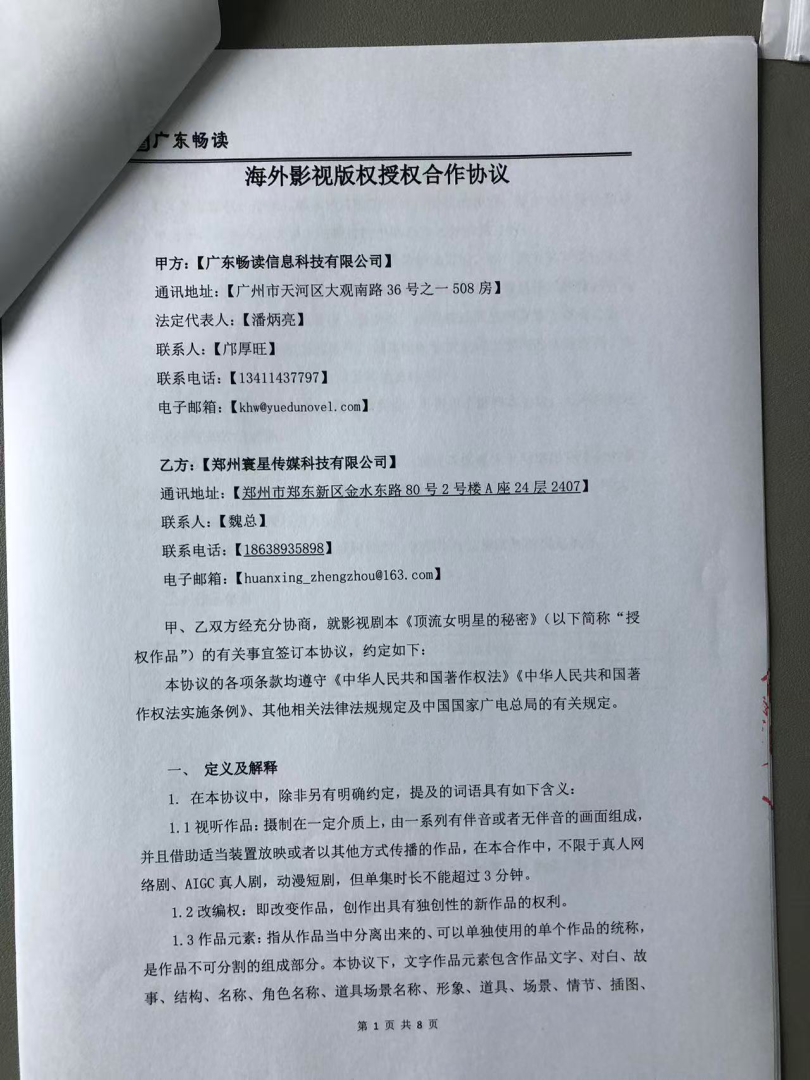 广东畅读
海外影视版权授权合作协议
甲方：【广东畅读信息科技有限公司】
通讯地址：【广州市天河区大观南路 36 号之一 508 房】
法定代表人：【潘炳亮】
联系人：【邝厚旺】
联系电话：【13411437797】
电子邮箱：【khw@yuedunovel.com】
乙方：【郑州寰星传媒科技有限公司】
通讯地址：【郑州市郑东新区金水东路 80 号 2 号楼 A 座 24 层 2407】
联系人：【魏总】
联系电话：【18638935898】
电子邮箱：【huanxing_zhengzhou@163.com】
甲、乙双方经充分协商，就影视剧本《顶流女明星的秘密》（以下简称“授
权作品”）的有关事宜签订本协议，约定如下：
本协议的各项条款均遵守《中华人民共和国著作权法》《中华人民共和国著
作权法实施条例》、其他相关法律法规规定及中国国家广电总局的有关规定。
一、 定义及解释
1. 在本协议中，除非另有明确约定，提及的词语具有如下含义：
1.1 视听作品：摄制在一定介质上，由一系列有伴音或者无伴音的画面组成，
并且借助适当装置放映或者以其他方式传播的作品，在本合作中，不限于真人网
络剧、AIGC 真人剧，动漫短剧，但单集时长不能超过 3 分钟。
1.2 改编权：即改变作品，创作出具有独创性的新作品的权利。
1.3 作品元素：指从作品当中分离出来的、可以单独使用的单个作品的统称，
是作品不可分割的组成部分。本协议下，文字作品元素包含作品文字、对白、故
事、结构、名称、角色名称、道具场景名称、形象、道具、场景、情节、插图、
第 1 页 共 8 页